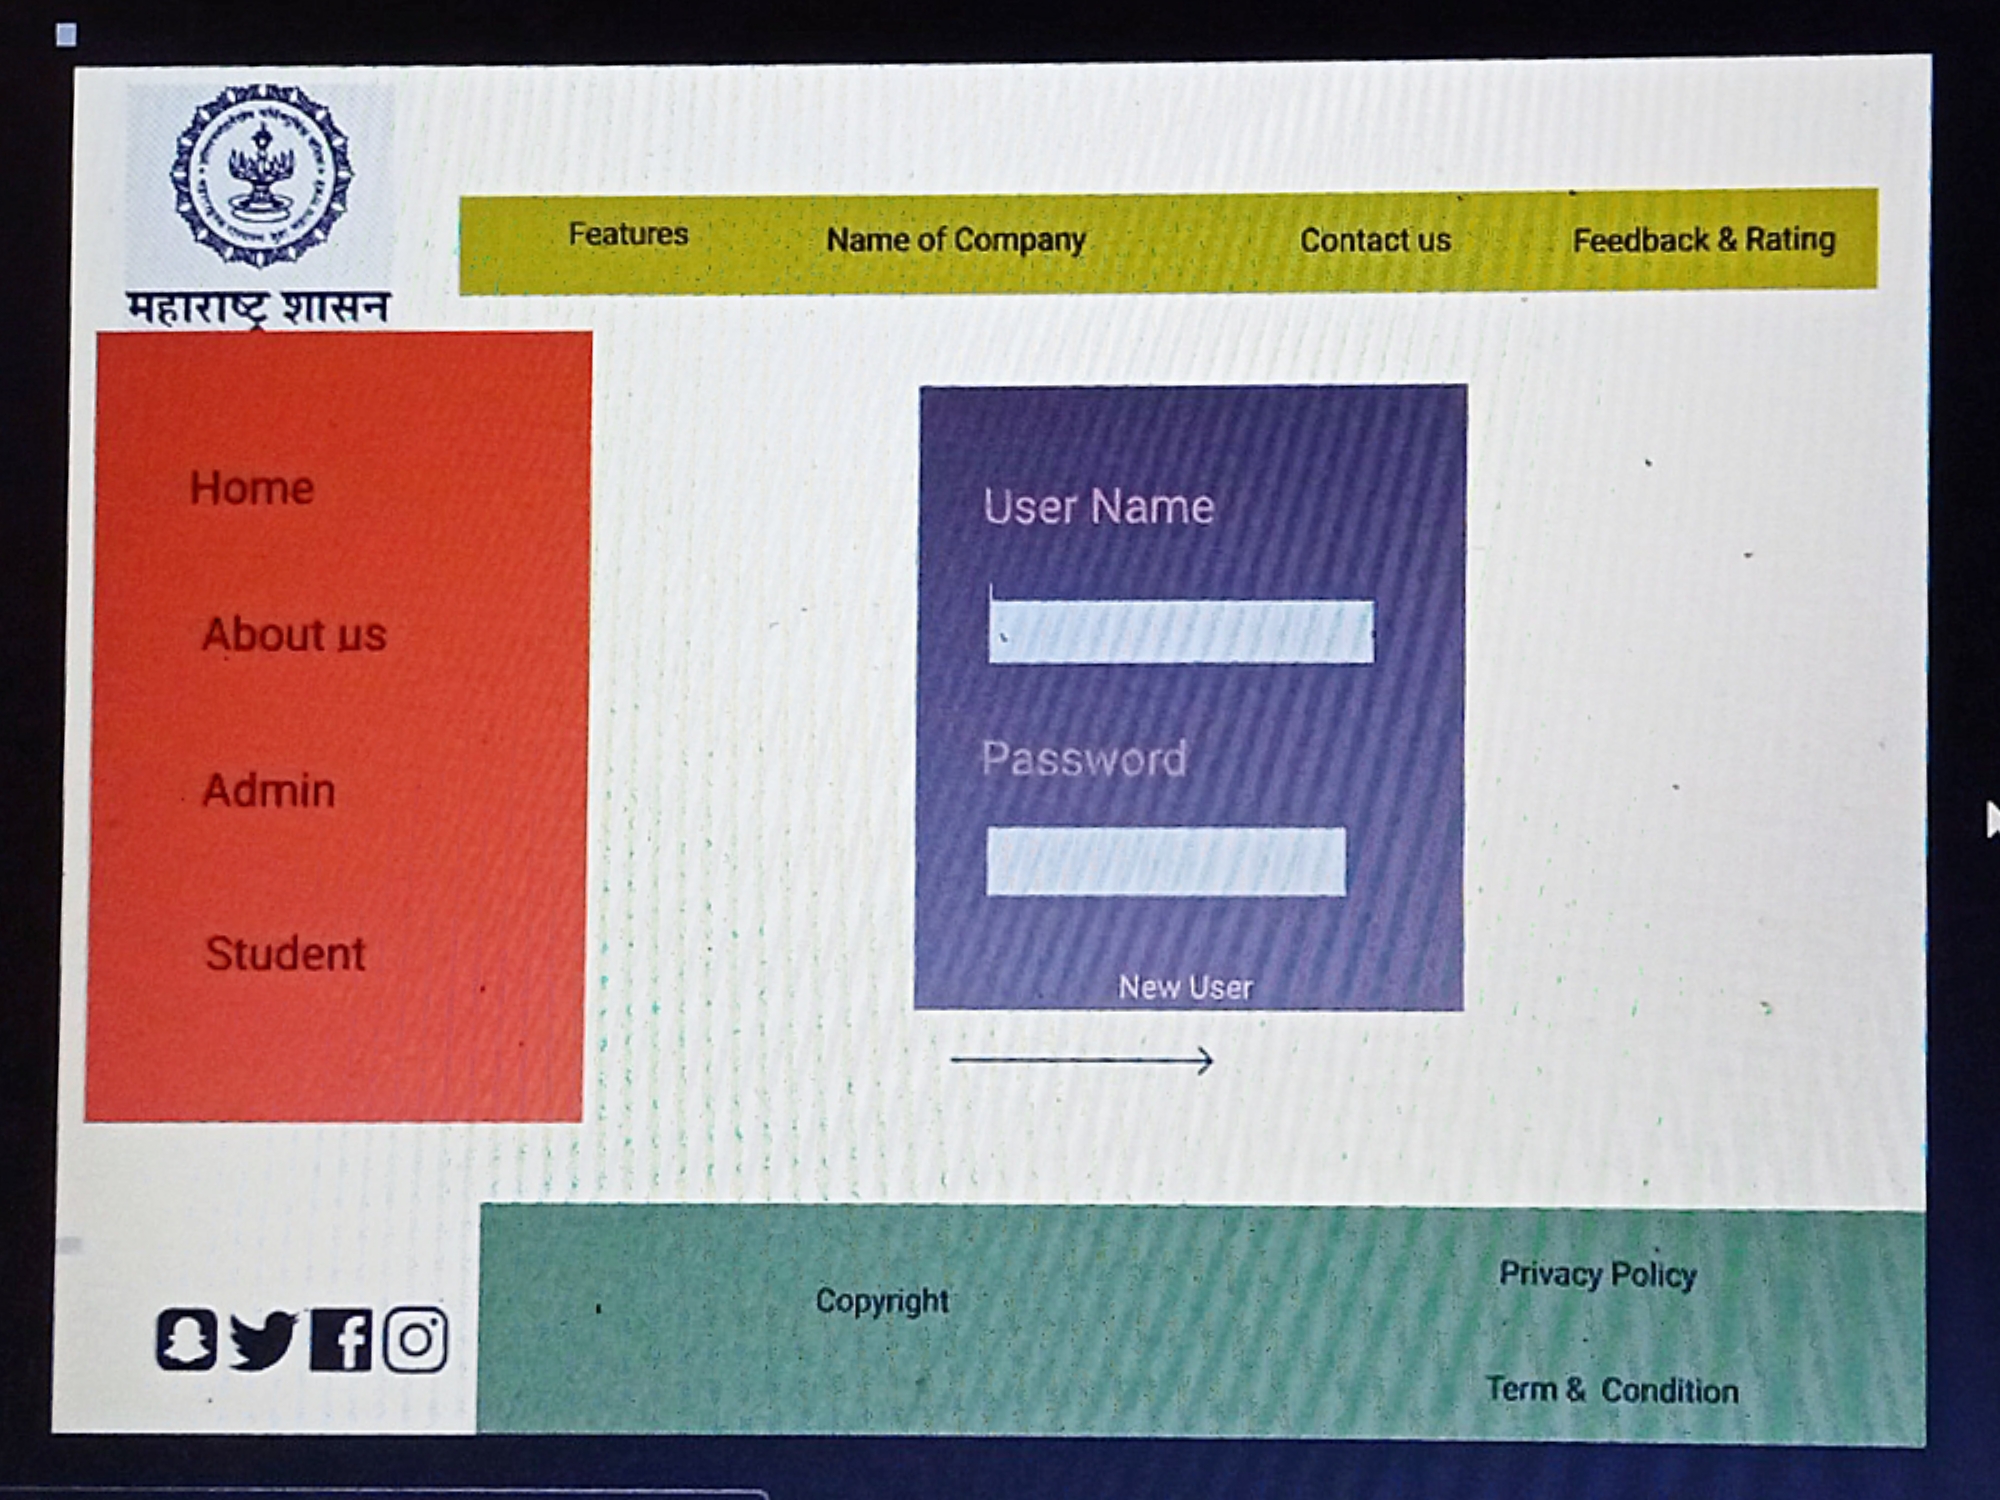 महाराष्ट्र शासन
Features
Name of Company
Contact us
Feedback & Rating
Home
About us
Admin
Student
User Name
Password
New User
Copyright
Privacy Policy
Term & Condition